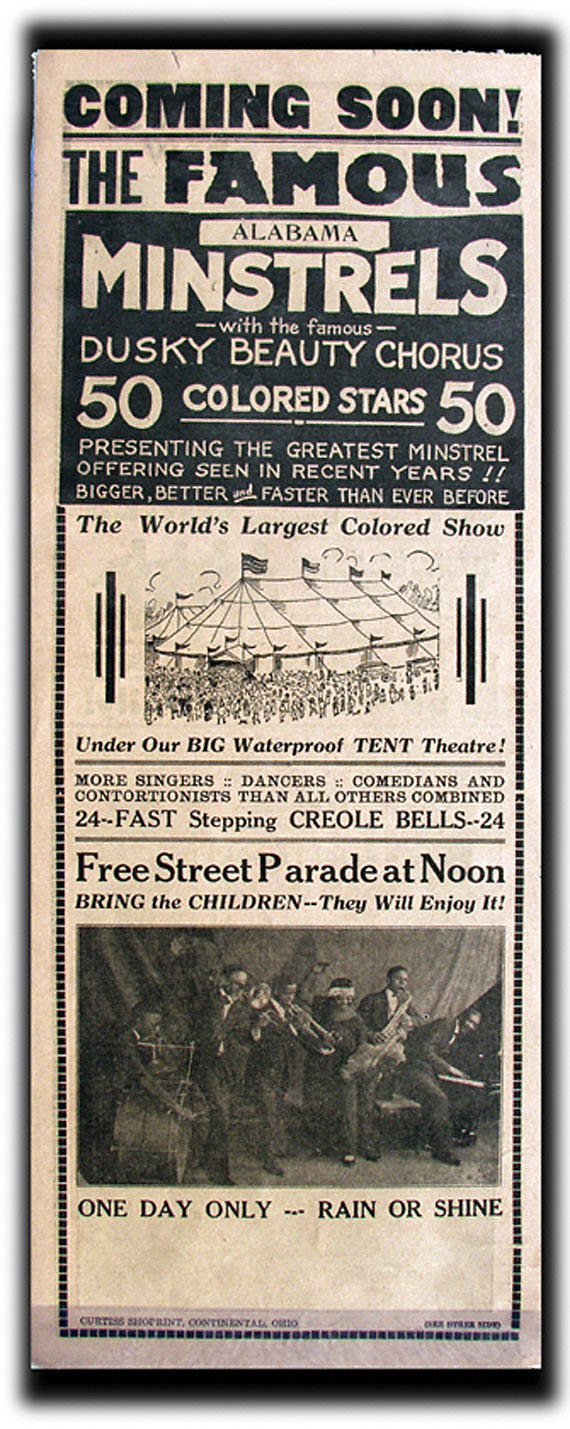 COMING SOON!
THE FAMOUS
ALABAMA
MINSTRELS
—with the famous—
DUSKY BEAUTY CHORUS
50 COLORED STARS 50
PRESENTING THE GREATEST MINSTREL
OFFERING SEEN IN RECENT YEARS !!
BIGGER, BETTER and FASTER THAN EVER BEFORE
The World's Largest Colored Show
Under Our BIG Waterproof TENT Theatre!
MORE SINGERS :: DANCERS :: COMEDIANS AND
CONTORTIONISTS THAN ALL OTHERS COMBINED
24--FAST Stepping CREOLE BELLS--24
Free Street Parade at Noon
BRING the CHILDREN--They Will Enjoy It!
ONE DAY ONLY --- RAIN OR SHINE
CURTISS SHOPRINT, CONTINENTAL, OHIO (SEE OTHER SIDE)